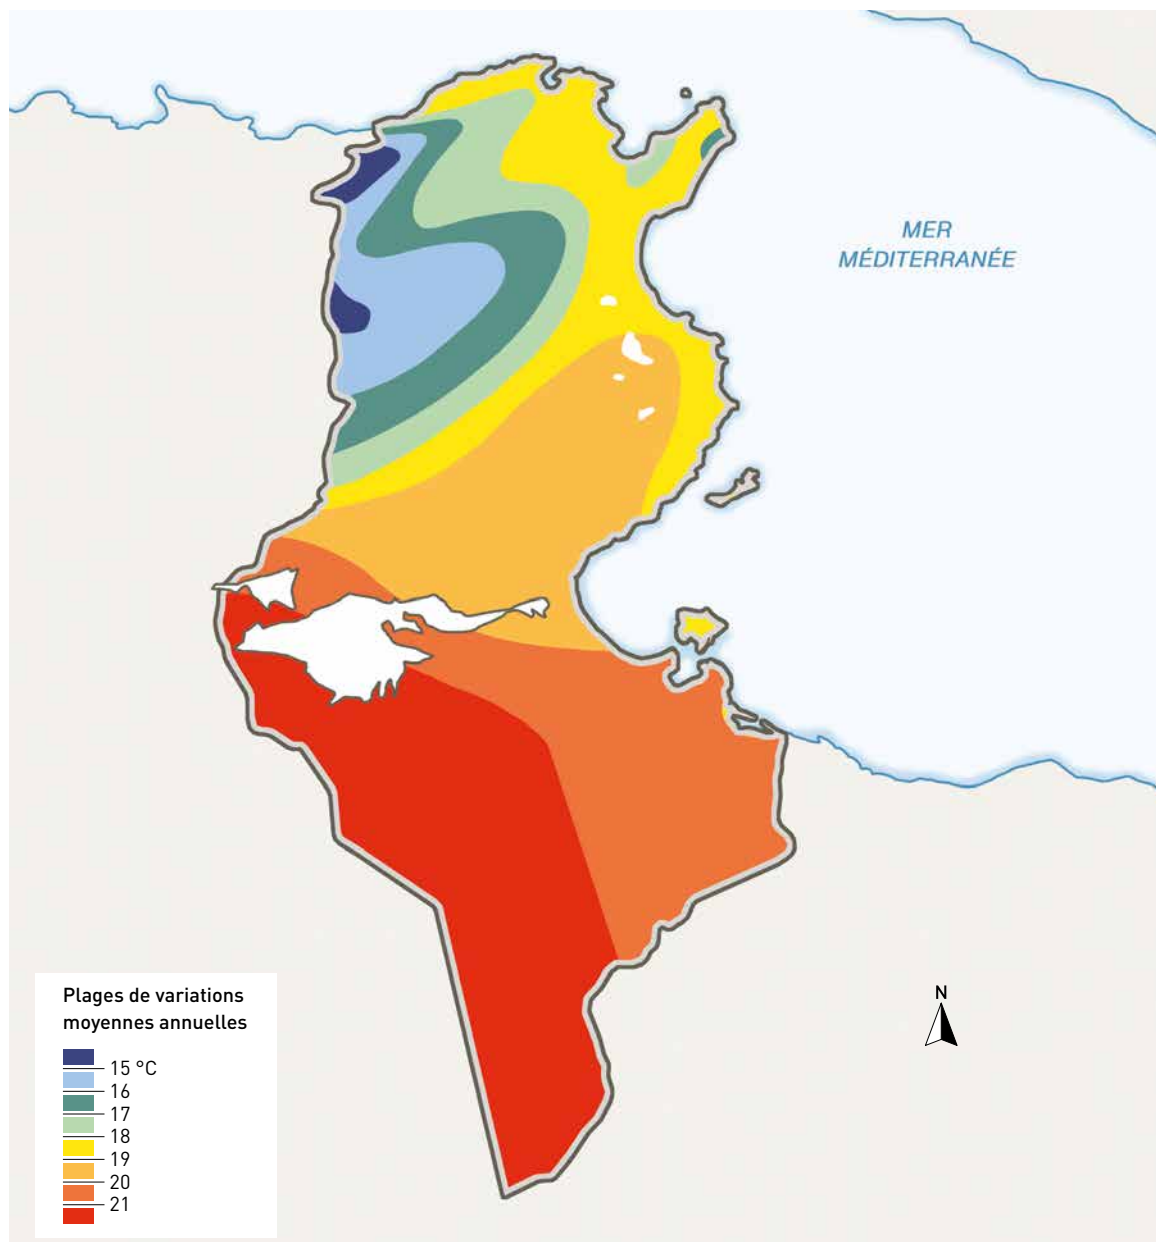 MER
MÉDITERRANÉE
N
Plages de variations
moyennes annuelles
15 °C
16
17
18
19
20
21